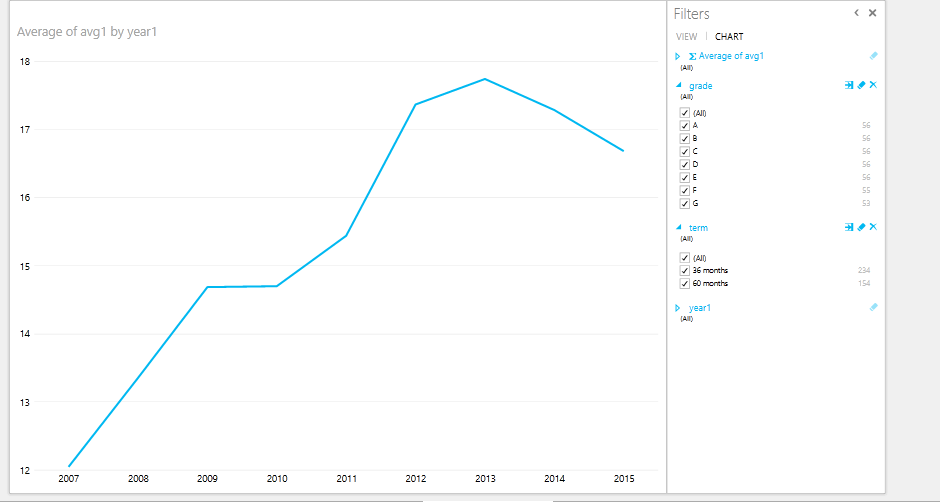 Average of avg1 by year1
18
17
16
15
14
13
12
2007 2008 2009 2010 2011 2012 2013 2014 2015
Filters
VIEW | CHART
Σ Average of avg1
(All)
grade
(All)
(All)
A 56
B 56
C 56
D 56
E 56
F 55
G 53
term
(All)
(All)
36 months 234
60 months 154
year1
(All)